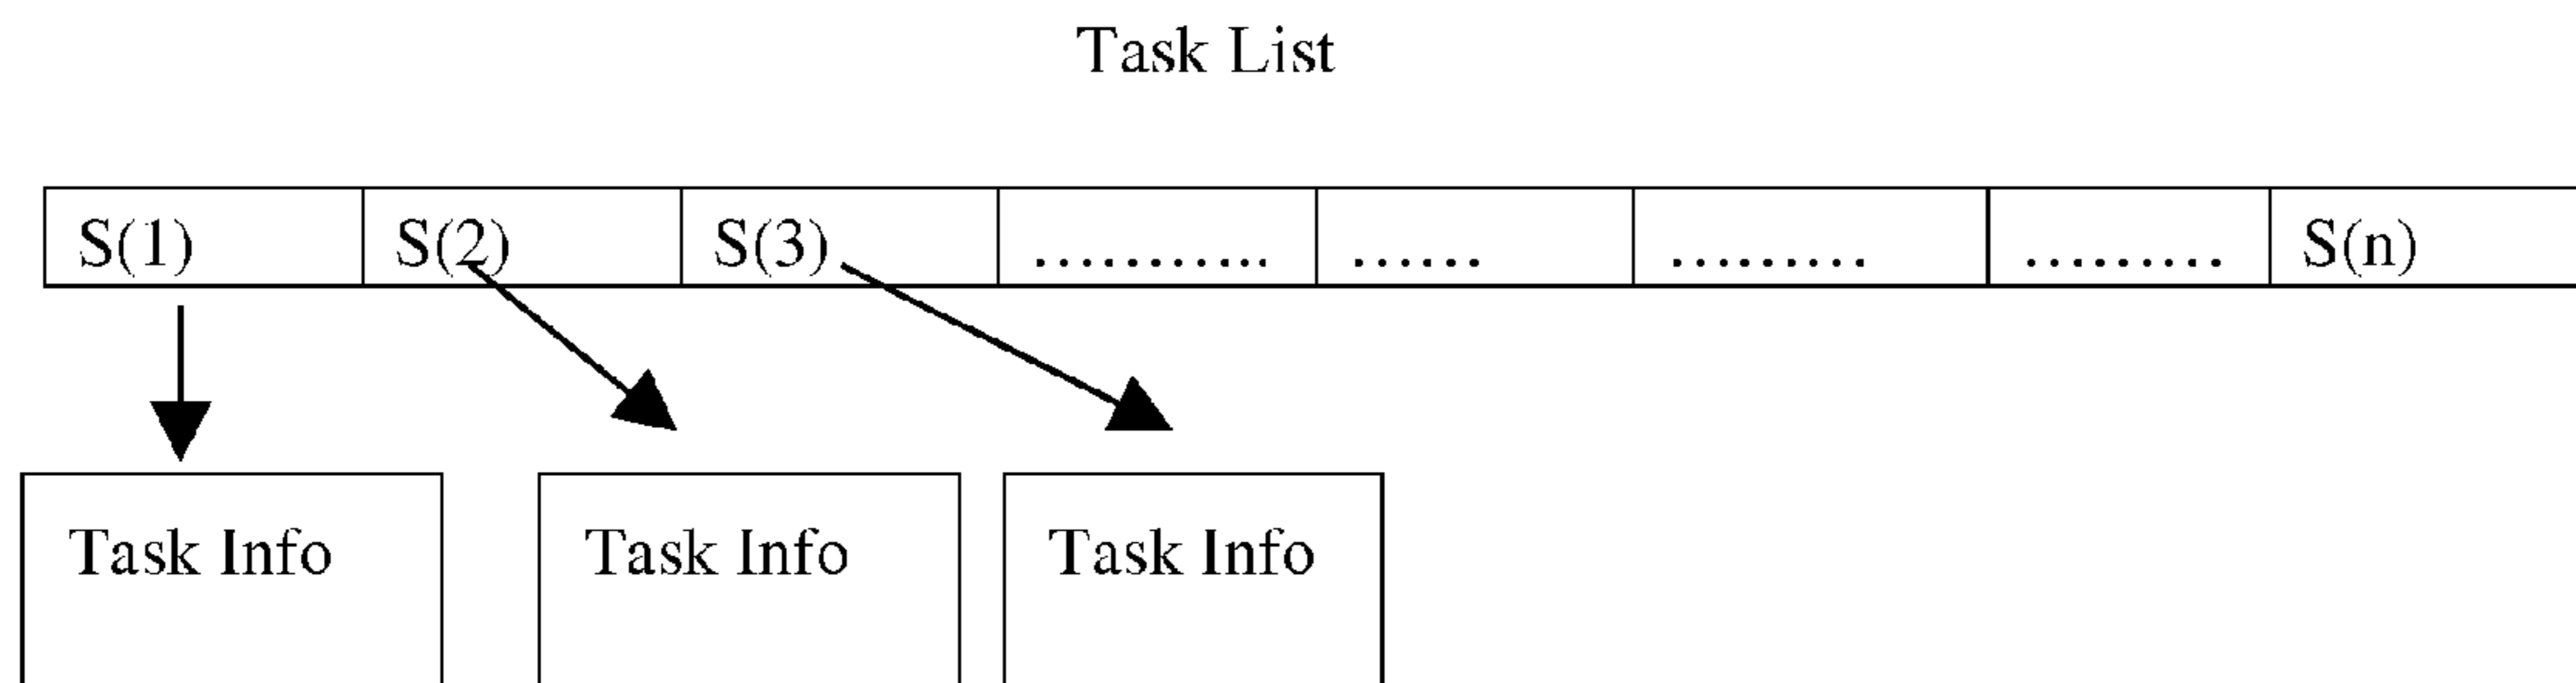 Task List
S(1) S(2) S(3) ........... ...... ......... ......... S(n)
Task Info Task Info Task Info